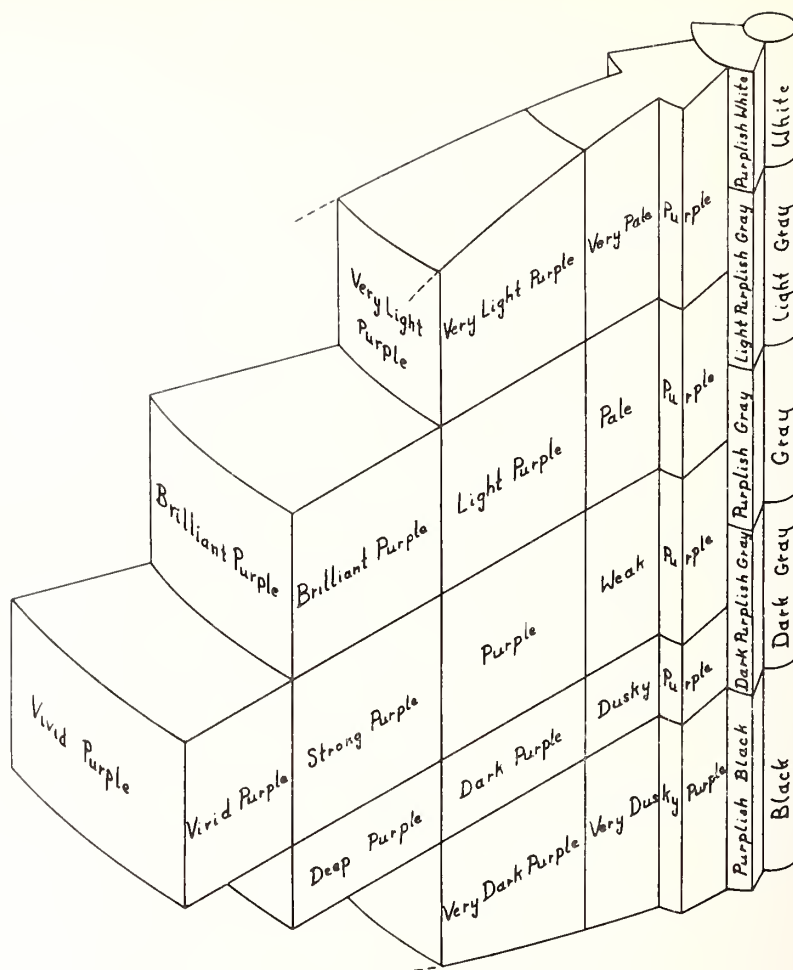 White
Purplish White
Very Pale Purple
Very Light Purple
Very Light
Purple
Light Gray
Light Purplish Gray
Pale Purple
Light Purple
Brilliant Purple
Brilliant Purple
Gray
Purplish Gray
Weak Purple
Purple
Strong Purple
Vivid Purple
Vivid Purple
Dark Gray
Dark Purplish Gray
Dusky Purple
Dark Purple
Deep Purple
Black
Purplish Black
Very Dusky Purple
Very Dark Purple